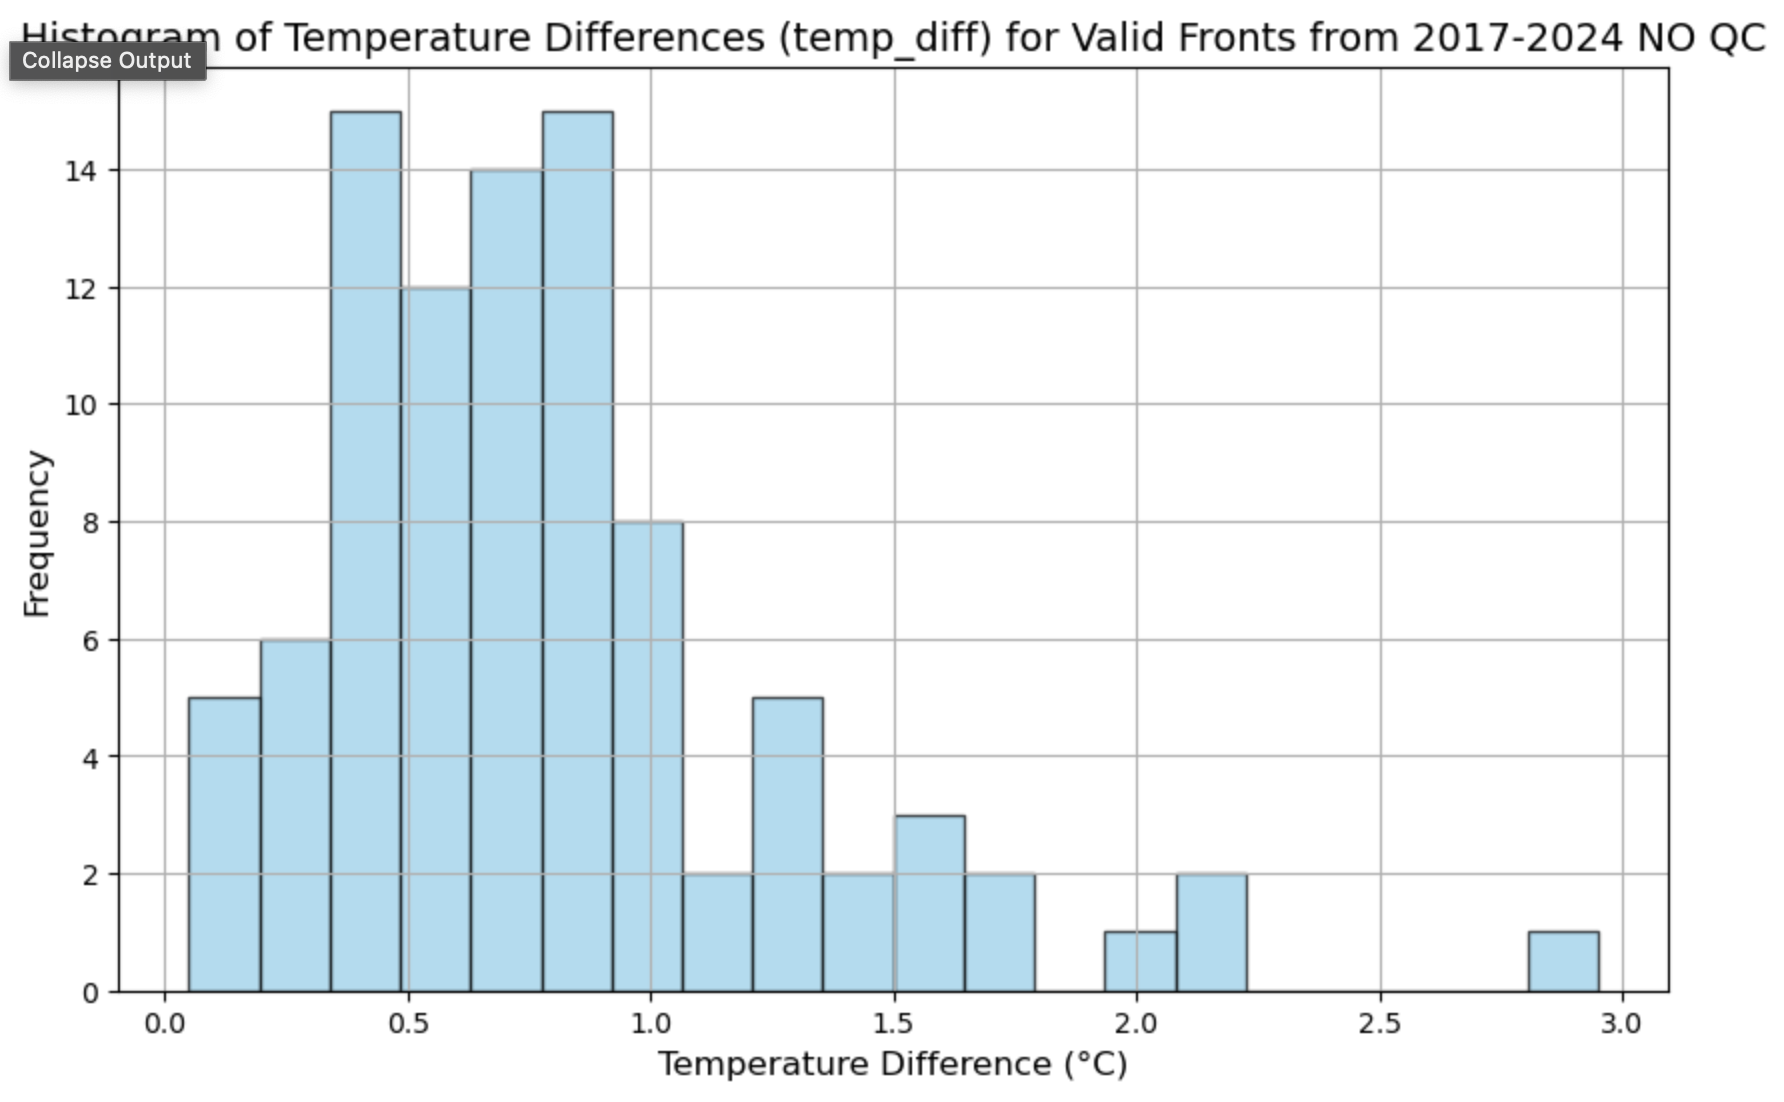 Histogram of Temperature Differences (temp_diff) for Valid Fronts from 2017-2024 NO QC
Collapse Output
14
12
10
8
6
4
2
0
Frequency
0.0 0.5 1.0 1.5 2.0 2.5 3.0
Temperature Difference (°C)